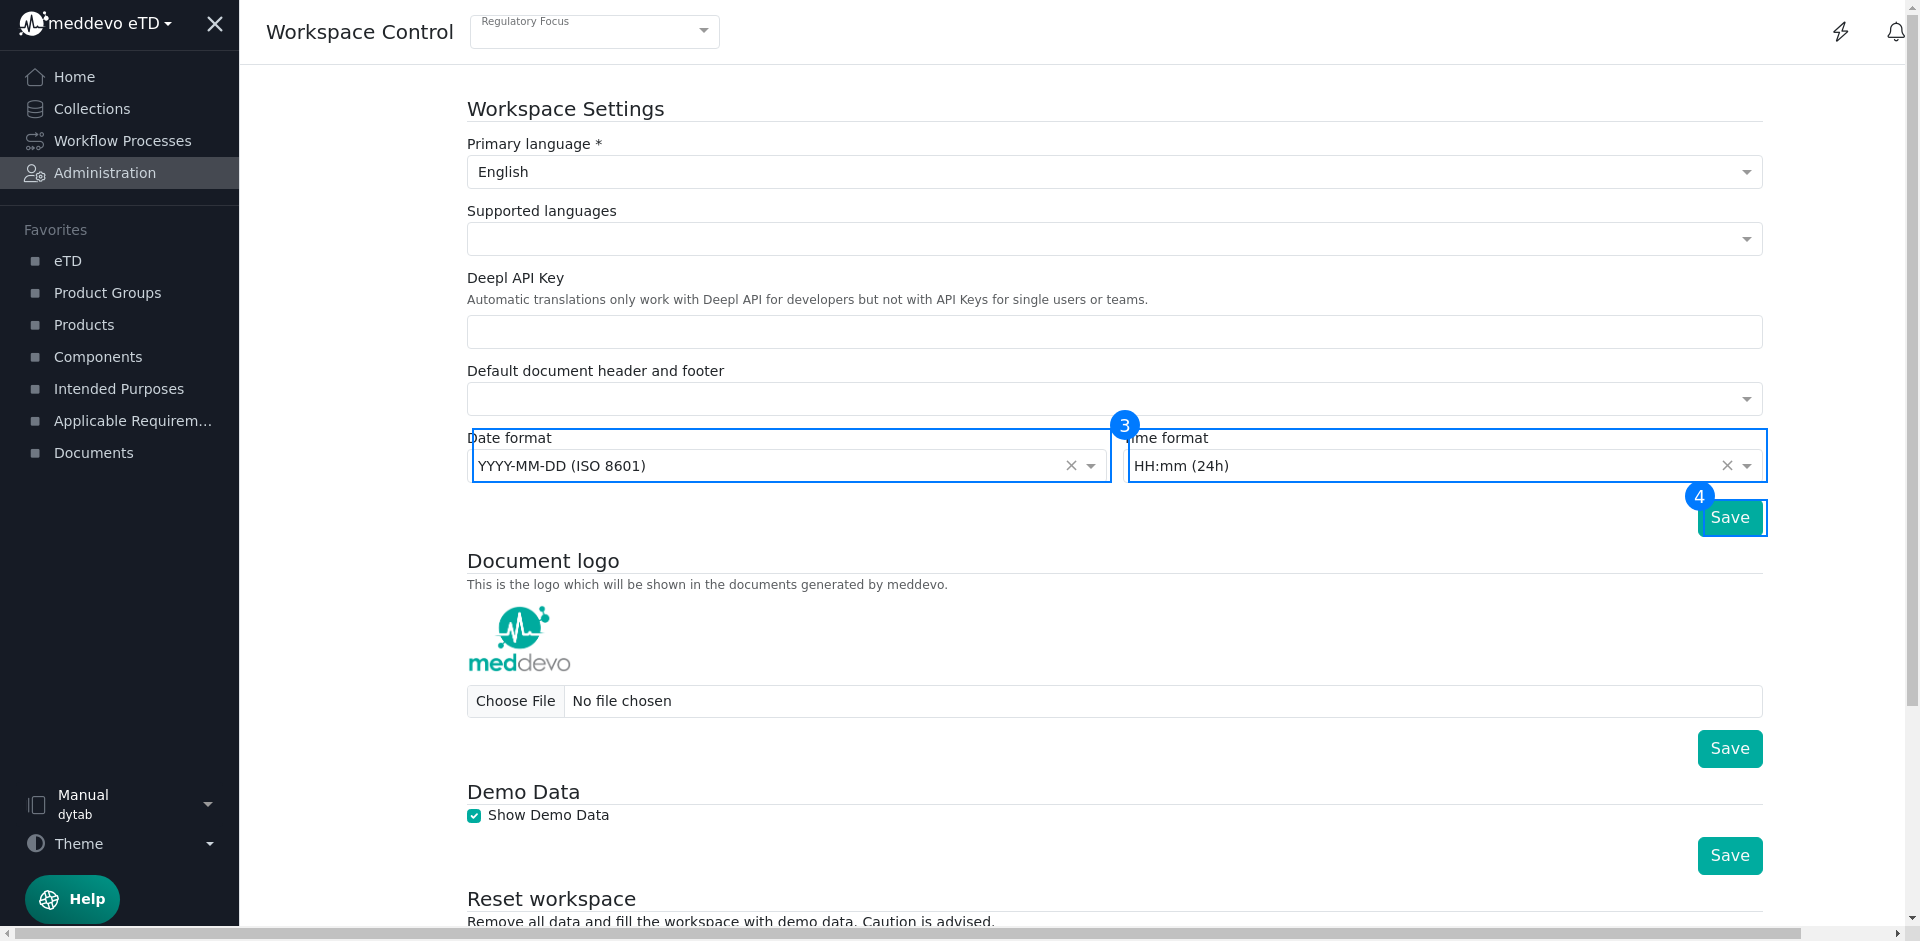 meddevo eTD
Workspace Control
Regulatory Focus
Home
Collections
Workflow Processes
Administration
Favorites
eTD
Product Groups
Products
Components
Intended Purposes
Applicable Requirem...
Documents
Manual
dytab
Theme
Help
Workspace Settings
Primary language *
English
Supported languages
Deepl API Key
Automatic translations only work with Deepl API for developers but not with API Keys for single users or teams.
Default document header and footer
3
Date format
Time format
YYYY-MM-DD (ISO 8601)
HH:mm (24h)
4
Save
Document logo
This is the logo which will be shown in the documents generated by meddevo.
meddevo
Choose File No file chosen
Save
Demo Data
Show Demo Data
Save
Reset workspace
Remove all data and fill the workspace with demo data. Caution is advised.